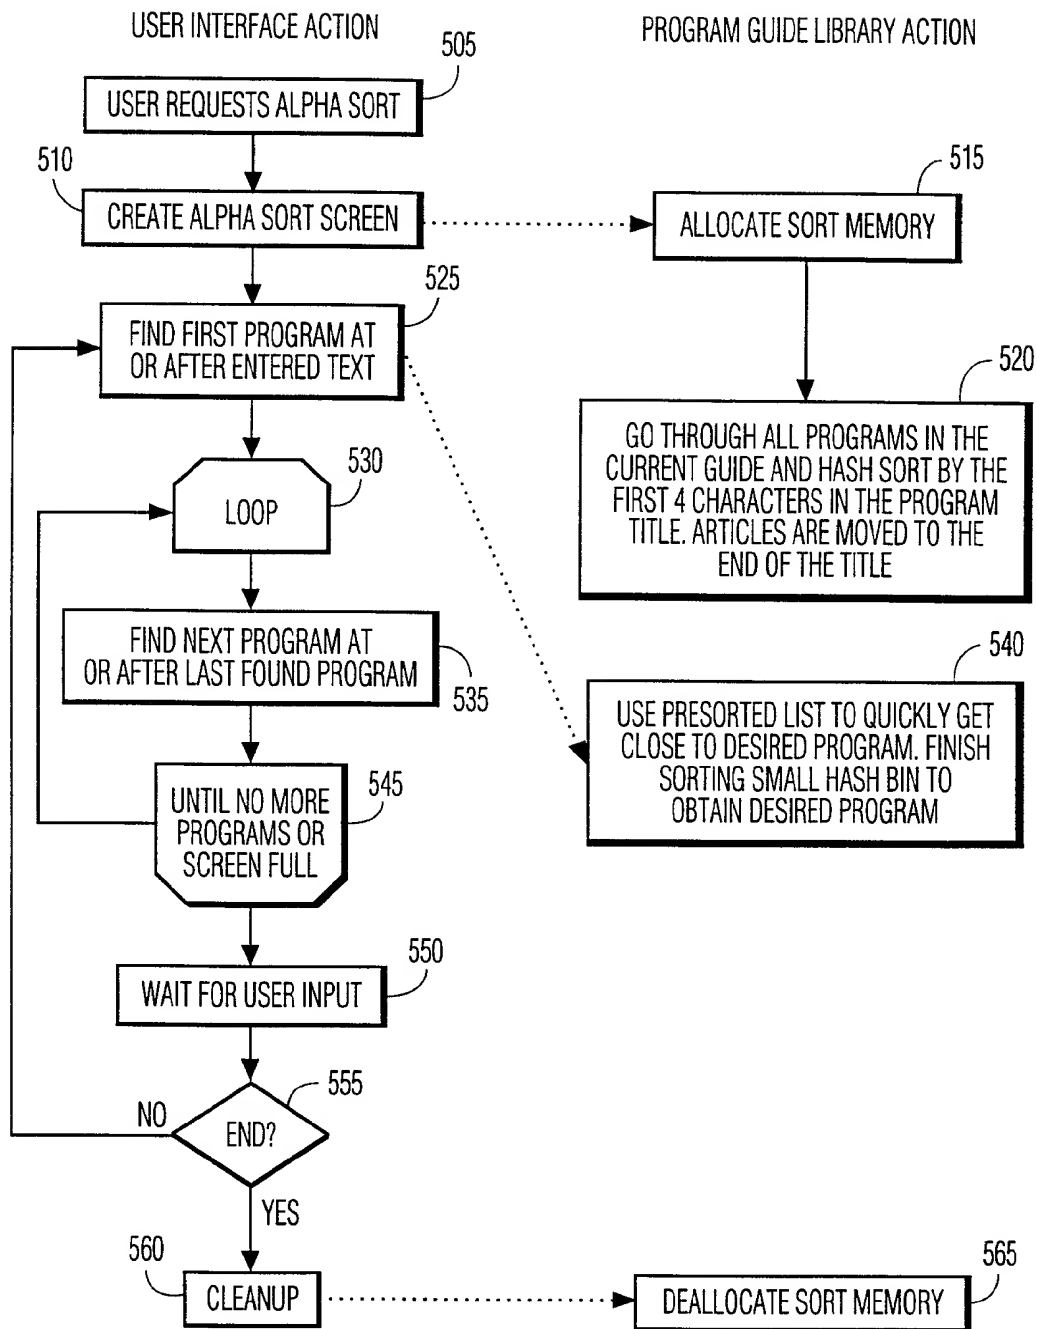 USER INTERFACE ACTION
PROGRAM GUIDE LIBRARY ACTION
505
USER REQUESTS ALPHA SORT
510
CREATE ALPHA SORT SCREEN
515
ALLOCATE SORT MEMORY
525
FIND FIRST PROGRAM AT
OR AFTER ENTERED TEXT
520
GO THROUGH ALL PROGRAMS IN THE
CURRENT GUIDE AND HASH SORT BY THE
FIRST 4 CHARACTERS IN THE PROGRAM
TITLE. ARTICLES ARE MOVED TO THE
END OF THE TITLE
530
LOOP
FIND NEXT PROGRAM AT
OR AFTER LAST FOUND PROGRAM
535
540
USE PRESORTED LIST TO QUICKLY GET
CLOSE TO DESIRED PROGRAM. FINISH
SORTING SMALL HASH BIN TO
OBTAIN DESIRED PROGRAM
545
UNTIL NO MORE
PROGRAMS OR
SCREEN FULL
550
WAIT FOR USER INPUT
555
NO
END?
YES
560
CLEANUP
565
DEALLOCATE SORT MEMORY